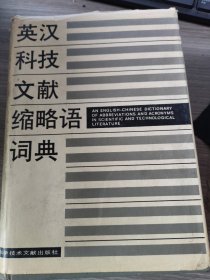 英汉
科技
文献
缩略语
词典
AN ENGLISH-CHINESE DICTIONARY
OF ABBREVIATIONS AND ACRONYMS
IN SCIENTIFIC AND TECHNOLOGICAL
LITERATURE
学技术文献出版社